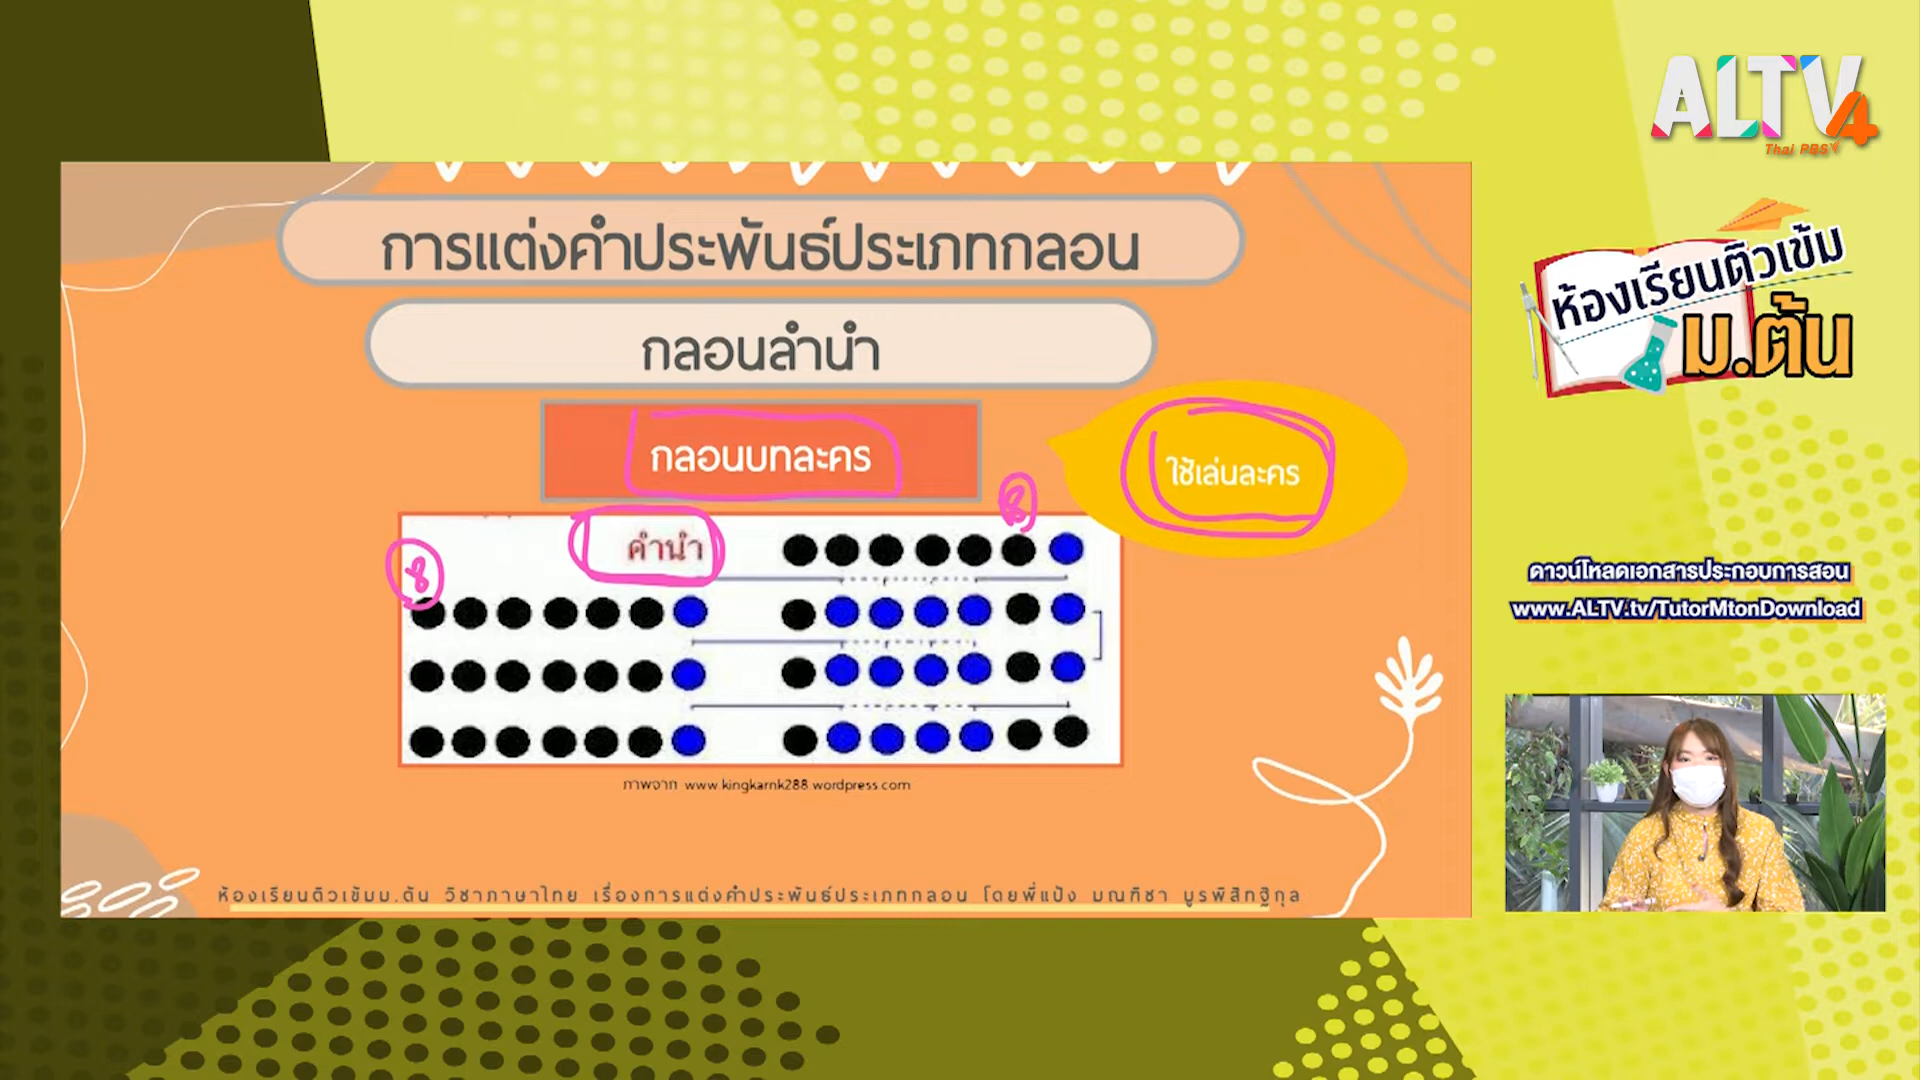 ALTV4
Thai PBS
ห้องเรียนติวเข้ม
ม.ต้น
การแต่งคำประพันธ์ประเภทกลอน
กลอนลำนำ
กลอนบทละคร
ใช้เล่นละคร
8
คำนำ
8
ภาพจาก www.kingkarnk288.wordpress.com
ดาวน์โหลดเอกสารประกอบการสอน
www.ALTV.tv/TutorMtonDownload
ห้องเรียนติวเข้มม.ต้น วิชาภาษาไทย เรื่องการแต่งคำประพันธ์ประเภทกลอน โดยพี่แป้ง มณฑิชา บูรพีสิทฐิกุล